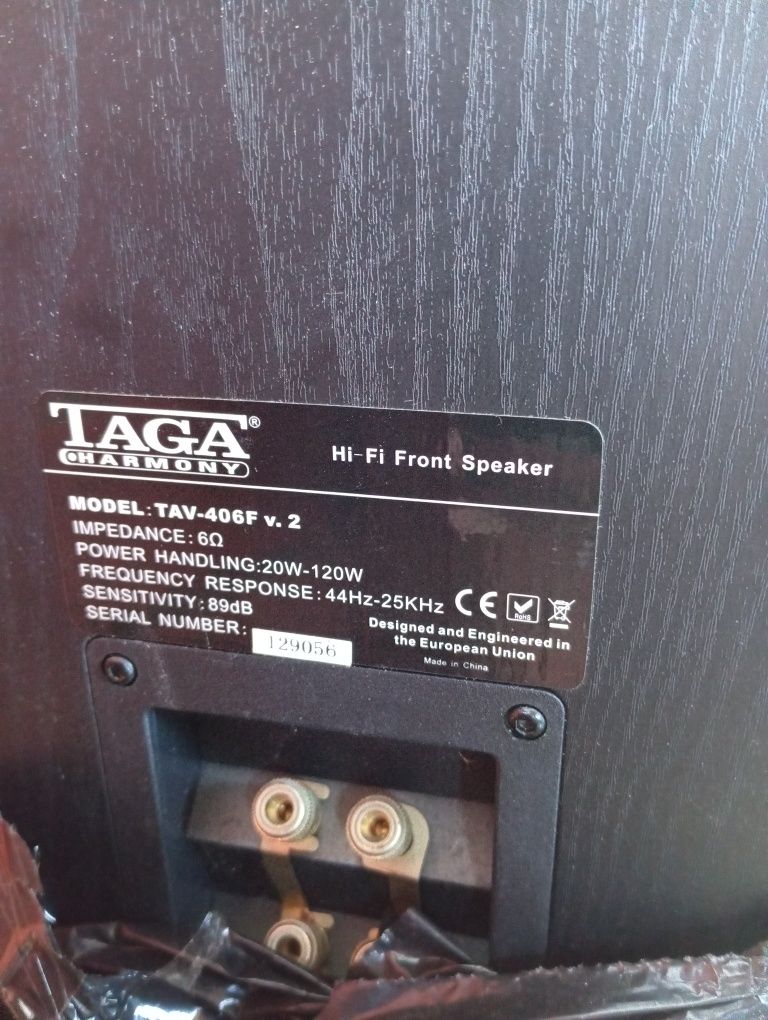 TAGA®
HARMONY
Hi-Fi Front Speaker
MODEL: TAV-406F v. 2
IMPEDANCE: 6Ω
POWER HANDLING:20W-120W
FREQUENCY RESPONSE: 44Hz-25KHz
SENSITIVITY: 89dB
SERIAL NUMBER: 129056
CE
RoHS
Designed and Engineered in
the European Union
Made in China